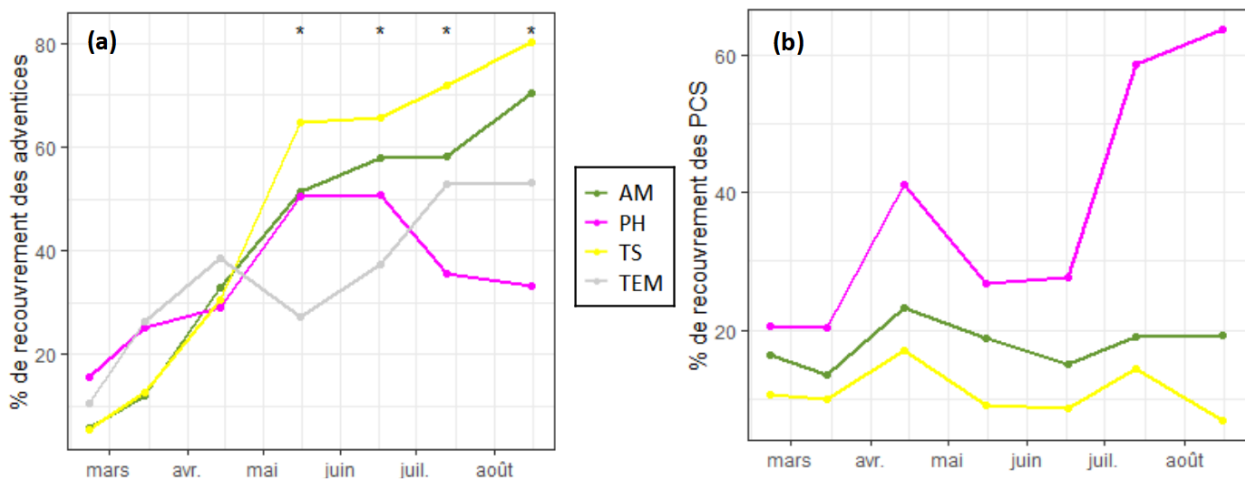 (a)
% de recouvrement des adventices
80
60
40
20
* * * *
mars avr. mai juin juil. août
AM
PH
TS
TEM
(b)
% de recouvrement des PCS
60
40
20
mars avr. mai juin juil. août